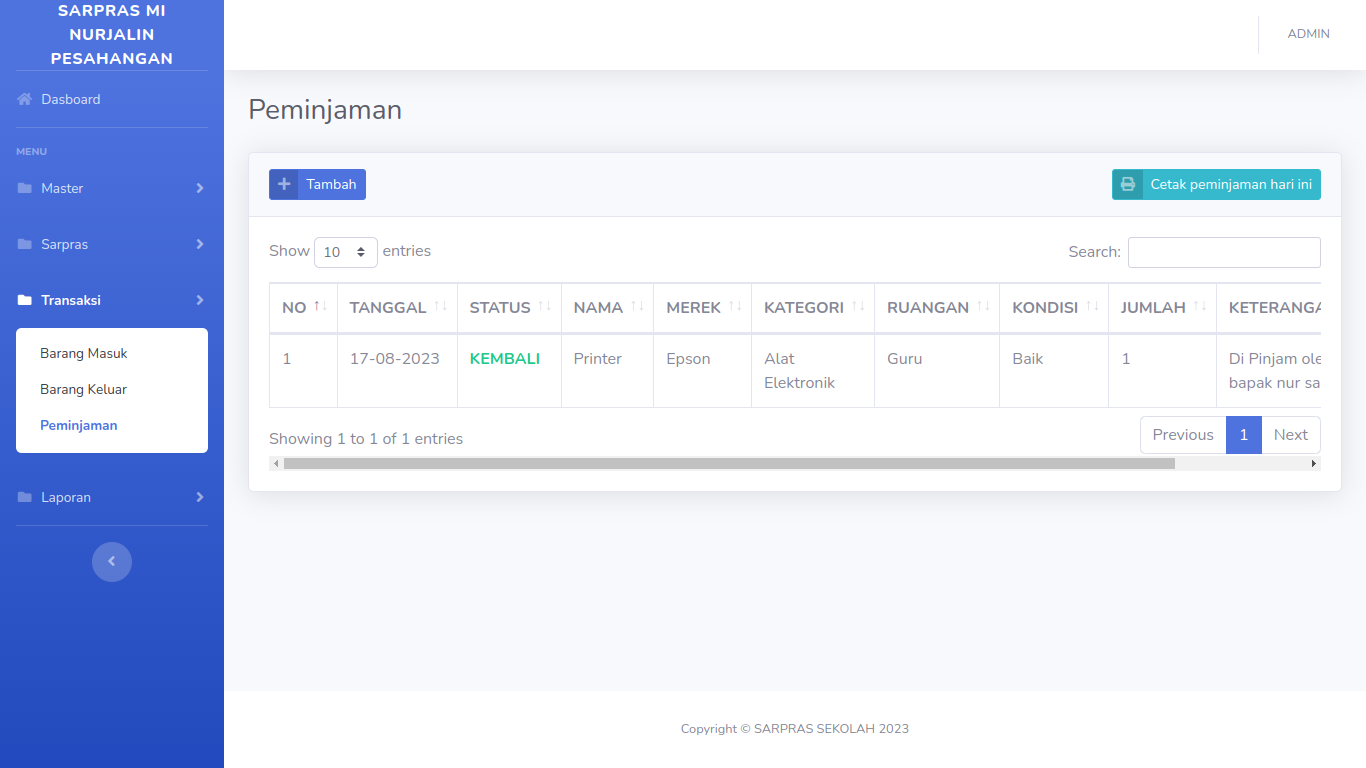 SARPRAS MI
NURJALIN
PESAHANGAN
ADMIN
Dasboard
MENU
Master
Sarpras
Transaksi
Barang Masuk
Barang Keluar
Peminjaman
Laporan
Peminjaman
Tambah
Cetak peminjaman hari ini
Show 10 entries
Search:
NO TANGGAL STATUS NAMA MEREK KATEGORI RUANGAN KONDISI JUMLAH KETERANGA
1 17-08-2023 KEMBALI Printer Epson Alat Guru Baik 1 Di Pinjam ole
Elektronik bapak nur sa
Showing 1 to 1 of 1 entries
Previous 1 Next
Copyright © SARPRAS SEKOLAH 2023